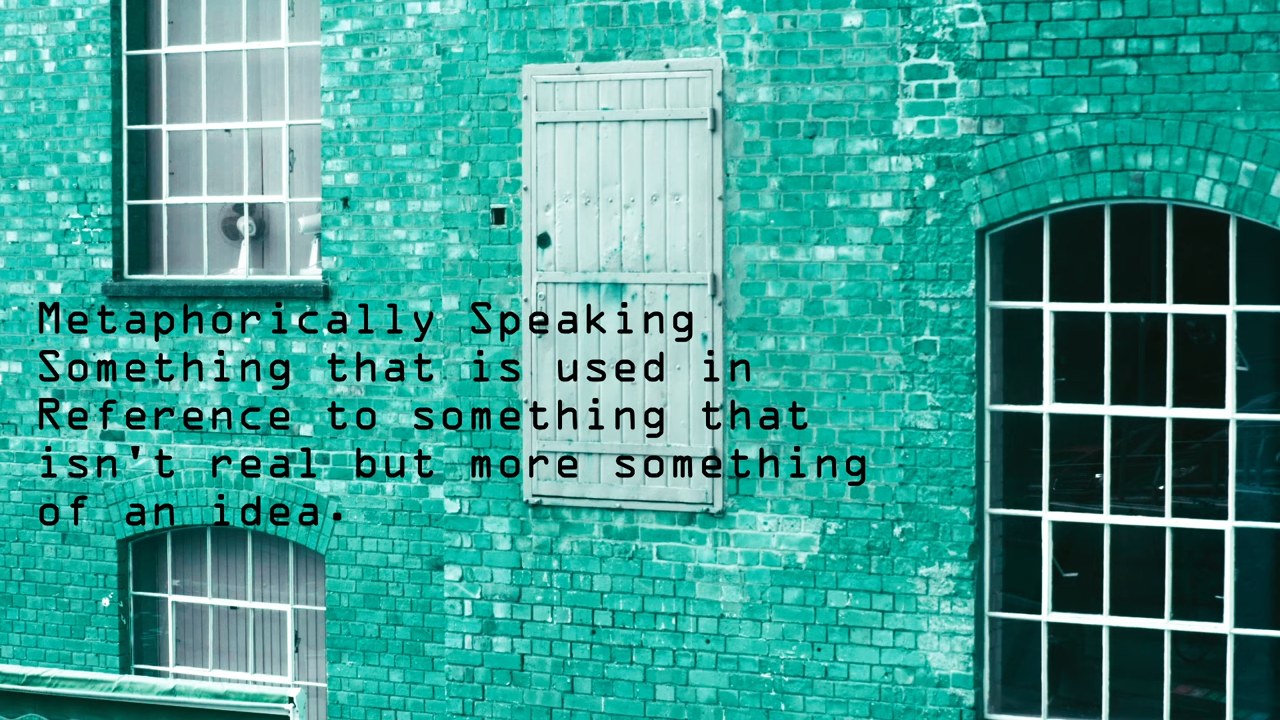 Metaphorically Speaking
Something that is used in
Reference to something that
isn't real but more something
of an idea.